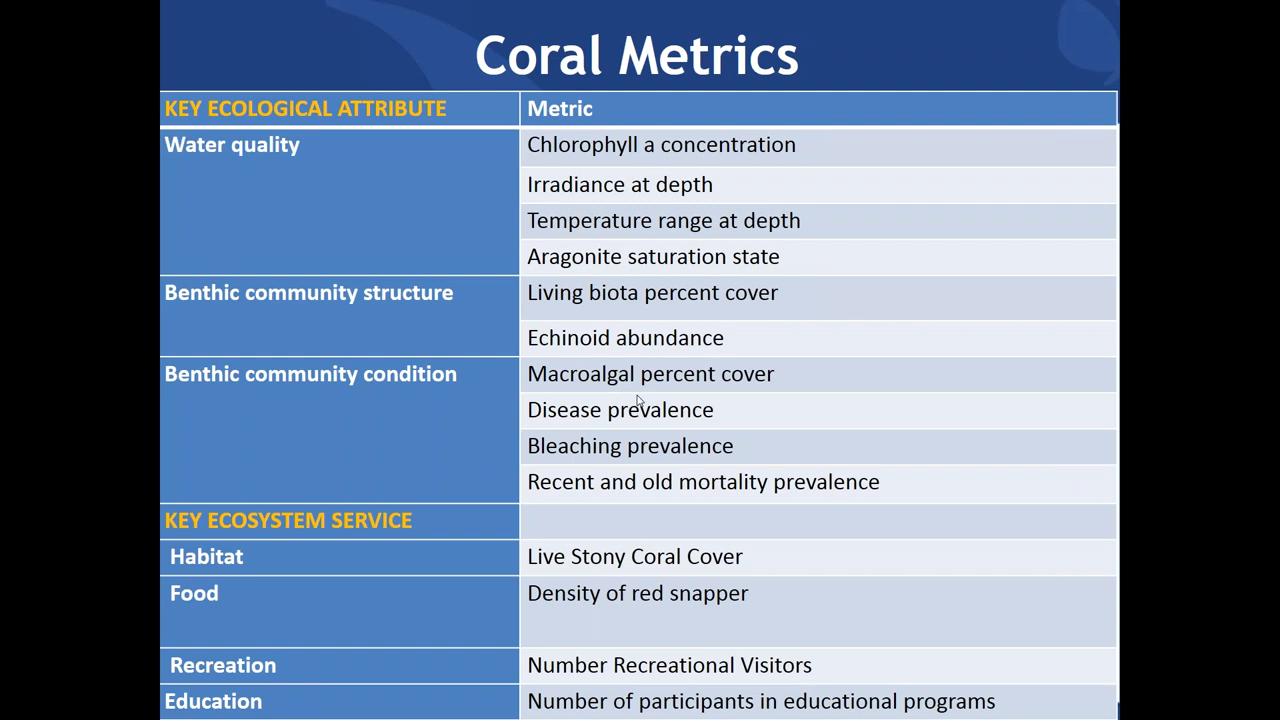 Coral Metrics
KEY ECOLOGICAL ATTRIBUTE Metric
Water quality Chlorophyll a concentration
Irradiance at depth
Temperature range at depth
Aragonite saturation state
Benthic community structure Living biota percent cover
Echinoid abundance
Benthic community condition Macroalgal percent cover
Disease prevalence
Bleaching prevalence
Recent and old mortality prevalence
KEY ECOSYSTEM SERVICE
Habitat Live Stony Coral Cover
Food Density of red snapper
Recreation Number Recreational Visitors
Education Number of participants in educational programs